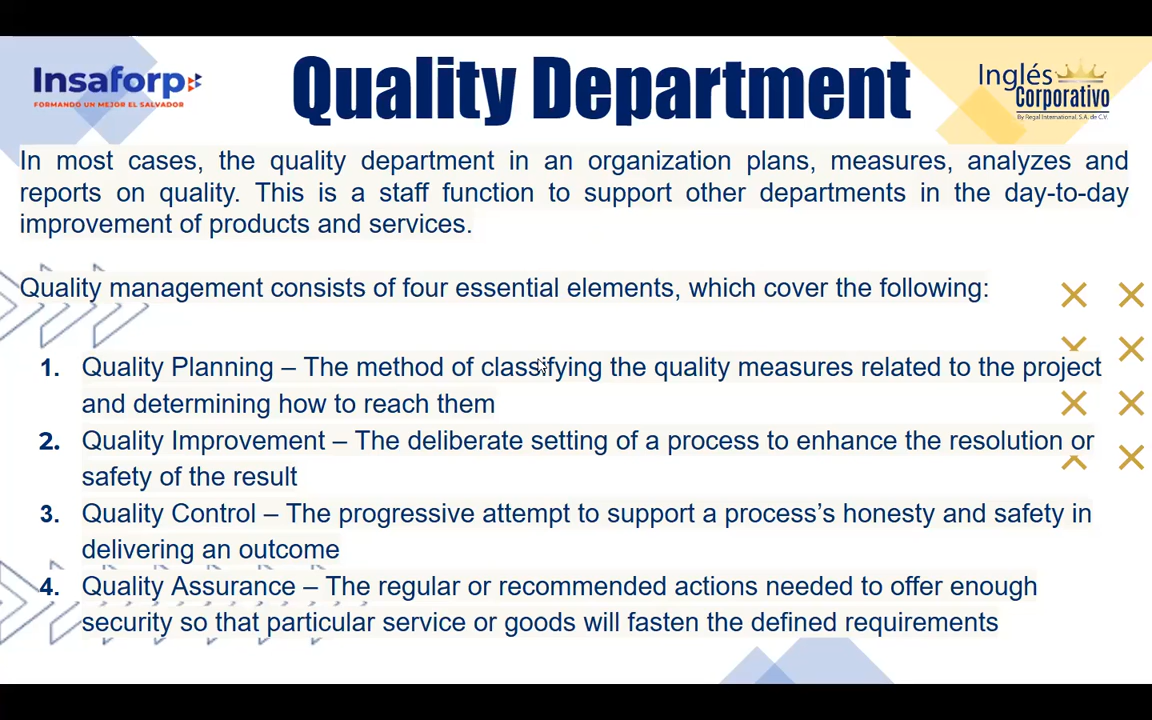 Insaforp
FORMANDO UN MEJOR EL SALVADOR
Quality Department
Inglés
Corporativo
By Regal International, S.A. de C.V.
In most cases, the quality department in an organization plans, measures, analyzes and
reports on quality. This is a staff function to support other departments in the day-to-day
improvement of products and services.
Quality management consists of four essential elements, which cover the following:
1. Quality Planning – The method of classifying the quality measures related to the project
and determining how to reach them
2. Quality Improvement – The deliberate setting of a process to enhance the resolution or
safety of the result
3. Quality Control – The progressive attempt to support a process's honesty and safety in
delivering an outcome
4. Quality Assurance – The regular or recommended actions needed to offer enough
security so that particular service or goods will fasten the defined requirements